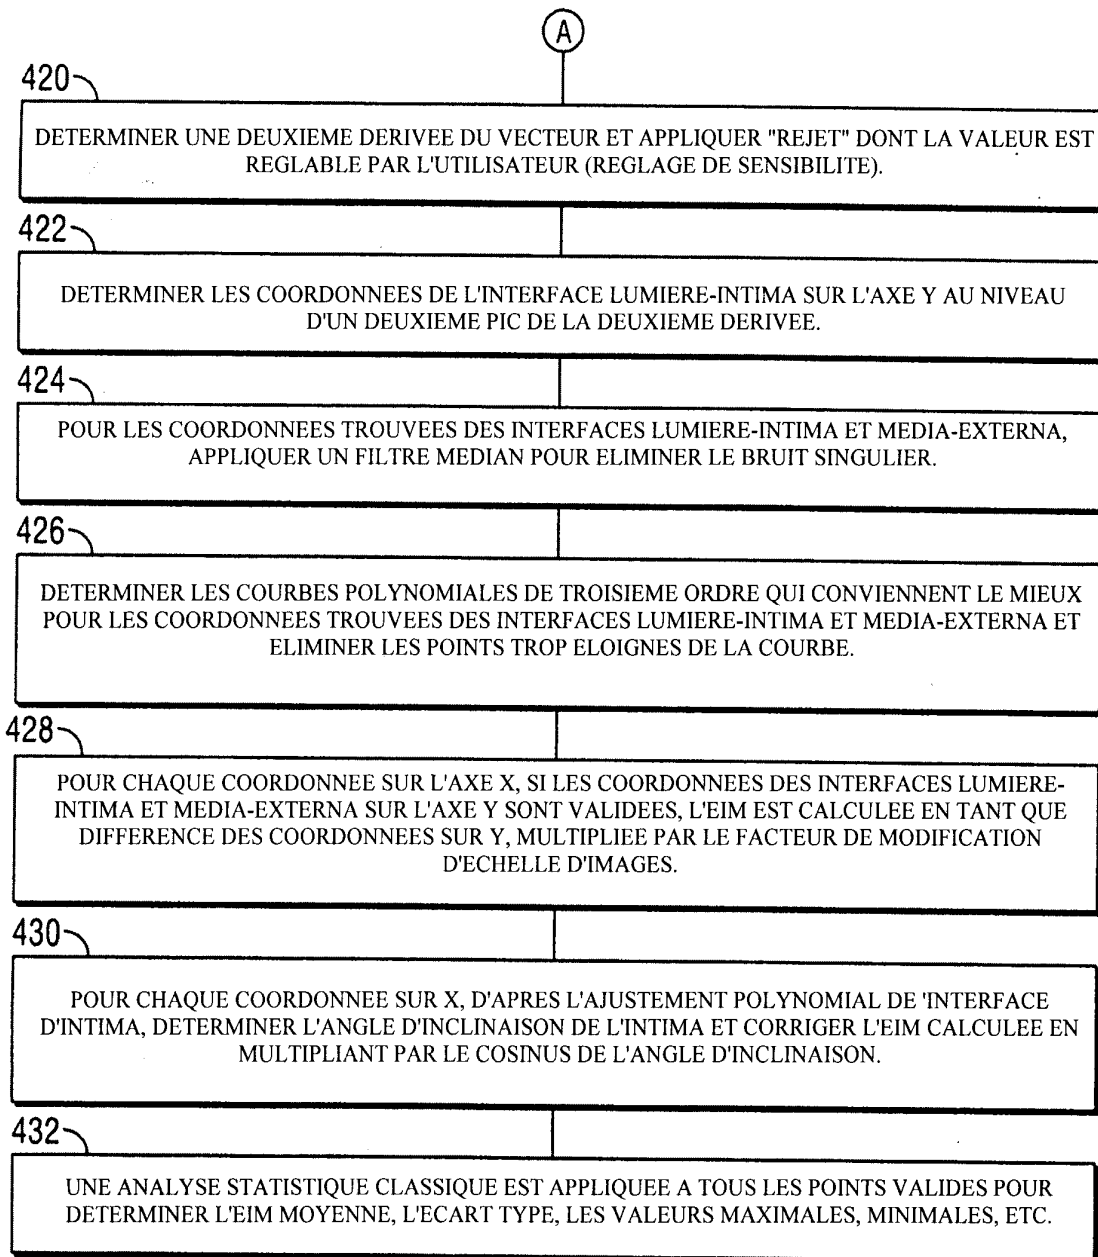 A
420
DETERMINER UNE DEUXIEME DERIVEE DU VECTEUR ET APPLIQUER "REJET" DONT LA VALEUR EST
REGLABLE PAR L'UTILISATEUR (REGLAGE DE SENSIBILITE).
422
DETERMINER LES COORDONNEES DE L'INTERFACE LUMIERE-INTIMA SUR L'AXE Y AU NIVEAU
D'UN DEUXIEME PIC DE LA DEUXIEME DERIVEE.
424
POUR LES COORDONNEES TROUVEES DES INTERFACES LUMIERE-INTIMA ET MEDIA-EXTERNA,
APPLIQUER UN FILTRE MEDIAN POUR ELIMINER LE BRUIT SINGULIER.
426
DETERMINER LES COURBES POLYNOMIALES DE TROISIEME ORDRE QUI CONVIENNENT LE MIEUX
POUR LES COORDONNEES TROUVEES DES INTERFACES LUMIERE-INTIMA ET MEDIA-EXTERNA ET
ELIMINER LES POINTS TROP ELOIGNES DE LA COURBE.
428
POUR CHAQUE COORDONNEE SUR L'AXE X, SI LES COORDONNEES DES INTERFACES LUMIERE-
INTIMA ET MEDIA-EXTERNA SUR L'AXE Y SONT VALIDEES, L'EIM EST CALCULEE EN TANT QUE
DIFFERENCE DES COORDONNEES SUR Y, MULTIPLIEE PAR LE FACTEUR DE MODIFICATION
D'ECHELLE D'IMAGES.
430
POUR CHAQUE COORDONNEE SUR X, D'APRES L'AJUSTEMENT POLYNOMIAL DE 'INTERFACE
D'INTIMA, DETERMINER L'ANGLE D'INCLINAISON DE L'INTIMA ET CORRIGER L'EIM CALCULEE EN
MULTIPLIANT PAR LE COSINUS DE L'ANGLE D'INCLINAISON.
432
UNE ANALYSE STATISTIQUE CLASSIQUE EST APPLIQUEE A TOUS LES POINTS VALIDES POUR
DETERMINER L'EIM MOYENNE, L'ECART TYPE, LES VALEURS MAXIMALES, MINIMALES, ETC.